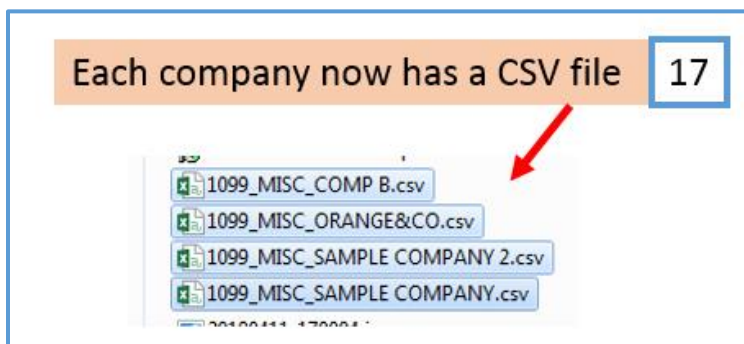 Each company now has a CSV file 17
1099_MISC_COMP B.csv
1099_MISC_ORANGE&CO.csv
1099_MISC_SAMPLE COMPANY 2.csv
1099_MISC_SAMPLE COMPANY.csv